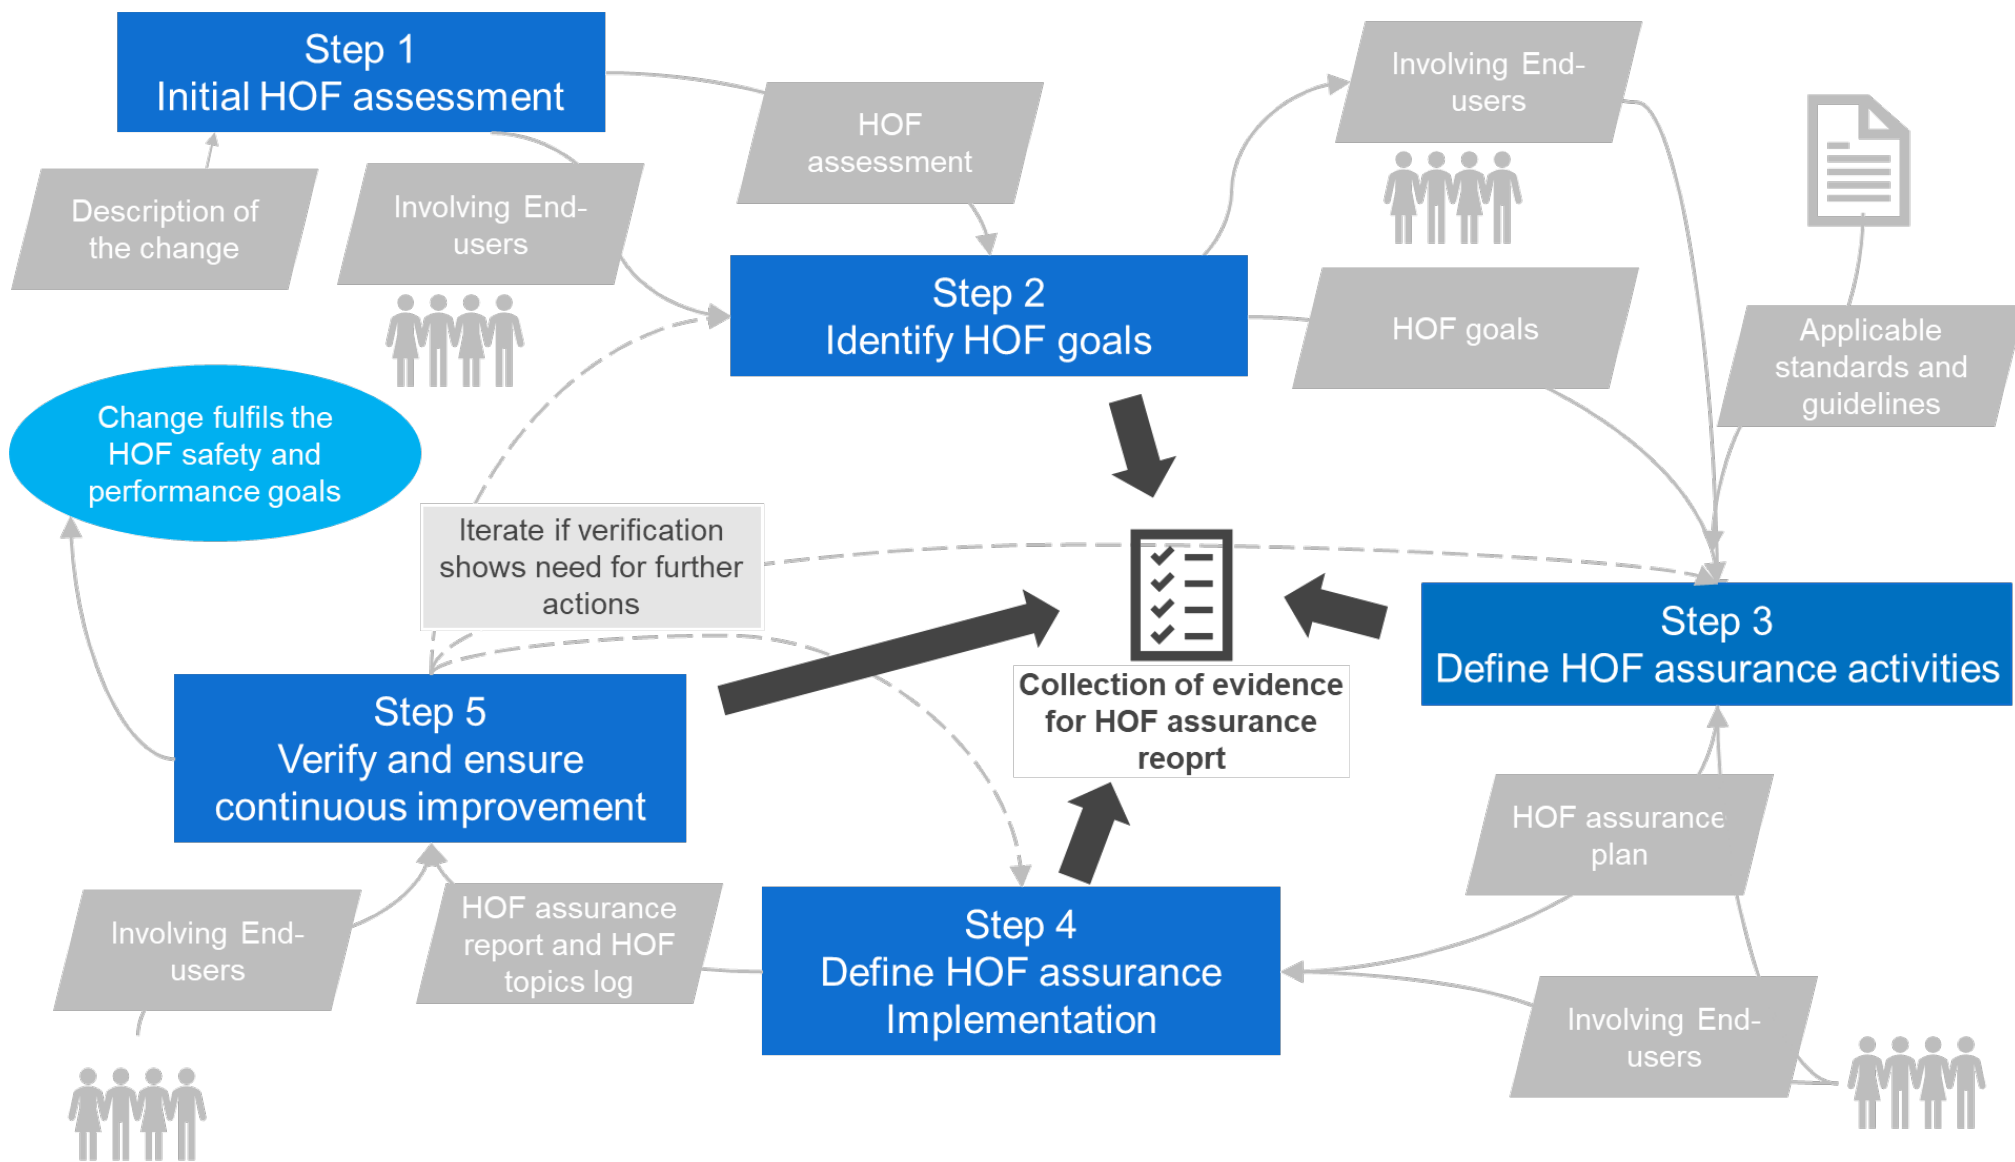 Step 1
Initial HOF assessment
Description of
the change
Involving End-
users
HOF
assessment
Involving End-
users
Step 2
Identify HOF goals
HOF goals
Applicable
standards and
guidelines
Change fulfils the
HOF safety and
performance goals
Iterate if verification
shows need for further
actions
Collection of evidence
for HOF assurance
reoprt
Step 3
Define HOF assurance activities
Step 5
Verify and ensure
continuous improvement
HOF assurance
plan
Involving End-
users
HOF assurance
report and HOF
topics log
Step 4
Define HOF assurance
Implementation
Involving End-
users